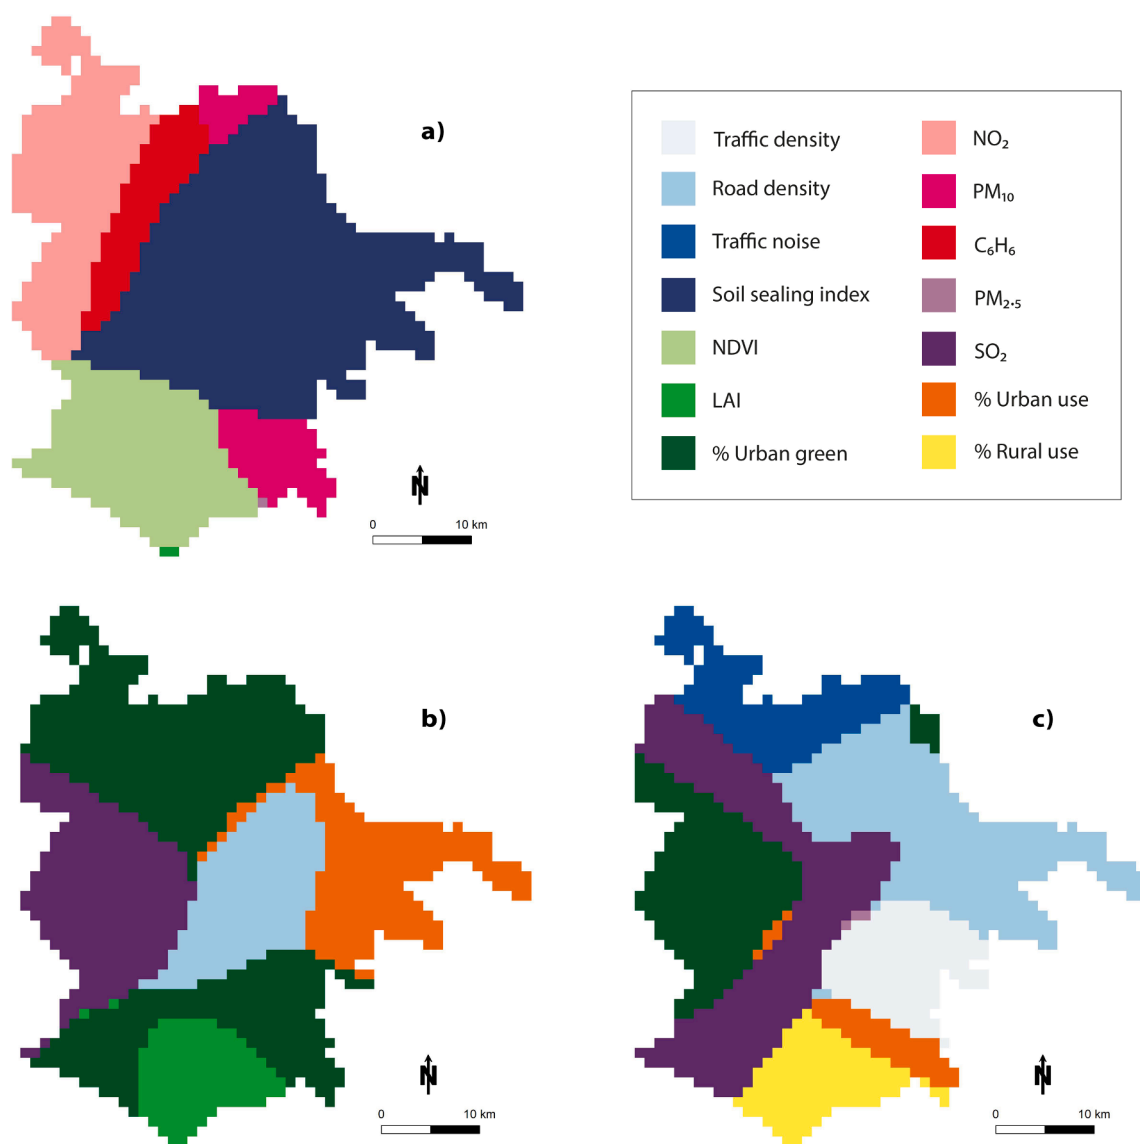 a)
Traffic density
Road density
Traffic noise
Soil sealing index
NDVI
LAI
% Urban green
NO₂
PM₁₀
C₆H₆
PM₂.₅
SO₂
% Urban use
% Rural use
N
0 10 km
b)
N
0 10 km
c)
N
0 10 km